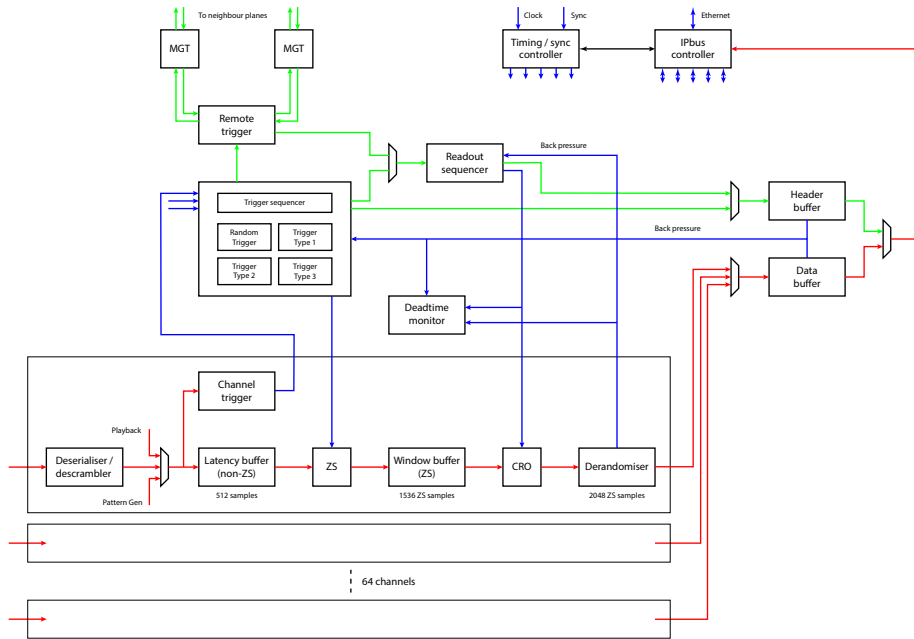 To neighbour planes
Clock
Sync
Ethernet
MGT
MGT
Timing / sync
controller
IPbus
controller
Remote
trigger
Readout
sequencer
Back pressure
Trigger sequencer
Random
Trigger
Trigger
Type 1
Trigger
Type 2
Trigger
Type 3
Header
buffer
Back pressure
Data
buffer
Deadtime
monitor
Channel
trigger
Playback
Deserialiser /
descrambler
Latency buffer
(non-ZS)
ZS
Window buffer
(ZS)
CRO
Derandomiser
Pattern Gen
512 samples
1536 ZS samples
2048 ZS samples
64 channels